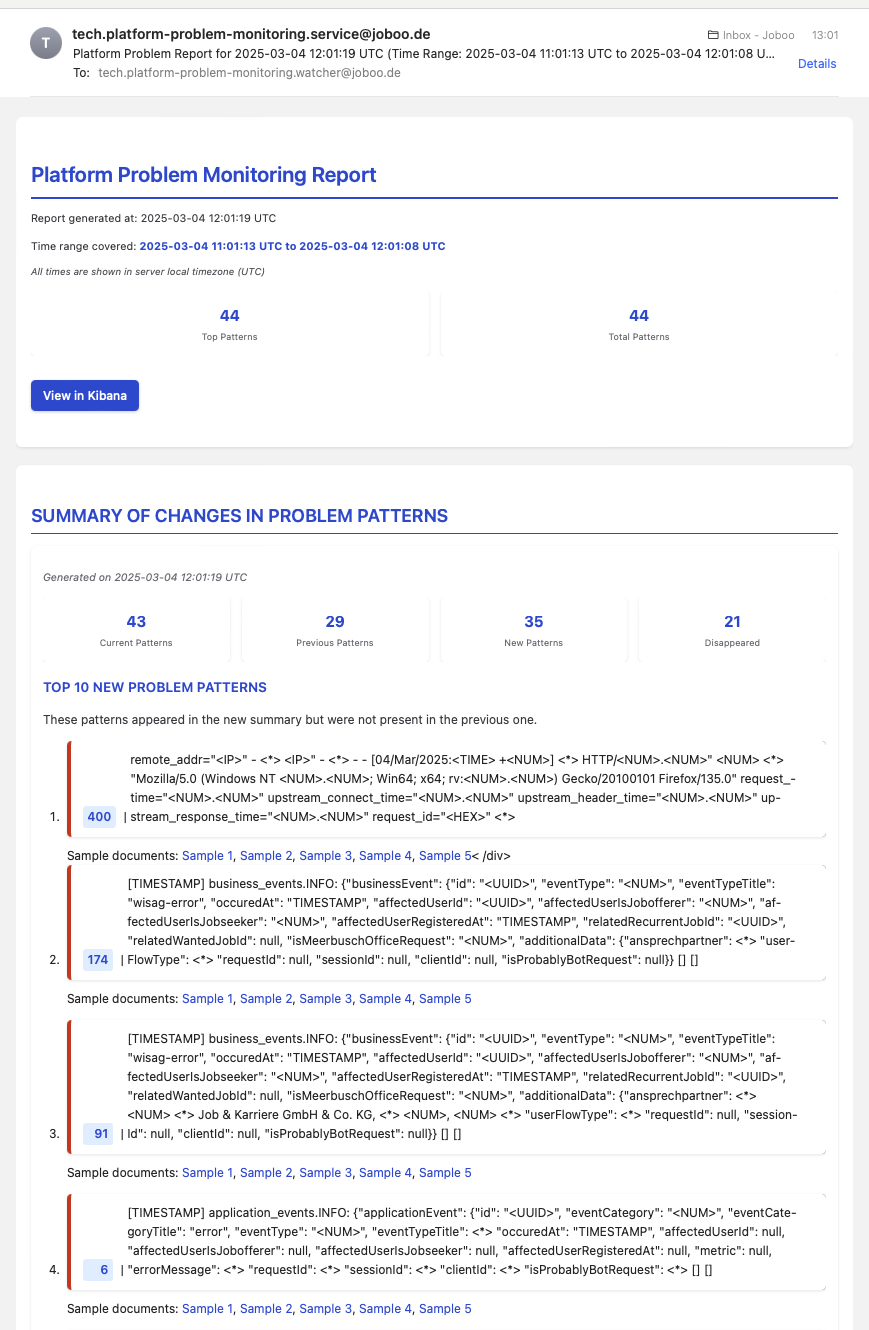 T
tech.platform-problem-monitoring.service@joboo.de
Inbox - Joboo 13:01
Platform Problem Report for 2025-03-04 12:01:19 UTC (Time Range: 2025-03-04 11:01:13 UTC to 2025-03-04 12:01:08 U...
To: tech.platform-problem-monitoring.watcher@joboo.de
Details
Platform Problem Monitoring Report
Report generated at: 2025-03-04 12:01:19 UTC
Time range covered: 2025-03-04 11:01:13 UTC to 2025-03-04 12:01:08 UTC
All times are shown in server local timezone (UTC)
44
Top Patterns
44
Total Patterns
View in Kibana
SUMMARY OF CHANGES IN PROBLEM PATTERNS
Generated on 2025-03-04 12:01:19 UTC
43
Current Patterns
29
Previous Patterns
35
New Patterns
21
Disappeared
TOP 10 NEW PROBLEM PATTERNS
These patterns appeared in the new summary but were not present in the previous one.
remote_addr="<IP>" - <*> <IP>" - <*> - - [04/Mar/2025:<TIME> +<NUM>] <*> HTTP/<NUM>.<NUM>" <NUM> <*>
"Mozilla/5.0 (Windows NT <NUM>.<NUM>; Win64; x64; rv:<NUM>.<NUM>) Gecko/20100101 Firefox/135.0" request_-
time="<NUM>.<NUM>" upstream_connect_time="<NUM>.<NUM>" upstream_header_time="<NUM>.<NUM>" up-
1. 400 | stream_response_time="<NUM>.<NUM>" request_id="<HEX>" <*>
Sample documents: Sample 1, Sample 2, Sample 3, Sample 4, Sample 5< /div>
[TIMESTAMP] business_events.INFO: {"businessEvent": {"id": "<UUID>", "eventType": "<NUM>", "eventTypeTitle":
"wisag-error", "occuredAt": "TIMESTAMP", "affectedUserId": "<UUID>", "affectedUserIsJobofferer": "<NUM>", "af-
fectedUserIsJobseeker": "<NUM>", "affectedUserRegisteredAt": "TIMESTAMP", "relatedRecurrentJobId": "<UUID>",
"relatedWantedJobId": null, "isMeerbuschOfficeRequest": "<NUM>", "additionalData": {"ansprechpartner": <*> "user-
2. 174 | FlowType": <*> "requestId": null, "sessionId": null, "clientId": null, "isProbablyBotRequest": null}} [] []
Sample documents: Sample 1, Sample 2, Sample 3, Sample 4, Sample 5
[TIMESTAMP] business_events.INFO: {"businessEvent": {"id": "<UUID>", "eventType": "<NUM>", "eventTypeTitle":
"wisag-error", "occuredAt": "TIMESTAMP", "affectedUserId": "<UUID>", "affectedUserIsJobofferer": "<NUM>", "af-
fectedUserIsJobseeker": "<NUM>", "affectedUserRegisteredAt": "TIMESTAMP", "relatedRecurrentJobId": "<UUID>",
"relatedWantedJobId": null, "isMeerbuschOfficeRequest": "<NUM>", "additionalData": {"ansprechpartner": <*>
<NUM> <*> Job & Karriere GmbH & Co. KG, <*> <NUM>, <NUM> <*> "userFlowType": <*> "requestId": null, "session-
3. 91 | Id": null, "clientId": null, "isProbablyBotRequest": null}} [] []
Sample documents: Sample 1, Sample 2, Sample 3, Sample 4, Sample 5
[TIMESTAMP] application_events.INFO: {"applicationEvent": {"id": "<UUID>", "eventCategory": "<NUM>", "eventCate-
goryTitle": "error", "eventType": "<NUM>", "eventTypeTitle": <*> "occuredAt": "TIMESTAMP", "affectedUserId": null,
"affectedUserIsJobofferer": null, "affectedUserIsJobseeker": null, "affectedUserRegisteredAt": null, "metric": null,
4. 6 | "errorMessage": <*> "requestId": <*> "sessionId": <*> "clientId": <*> "isProbablyBotRequest": <*> [] []
Sample documents: Sample 1, Sample 2, Sample 3, Sample 4, Sample 5